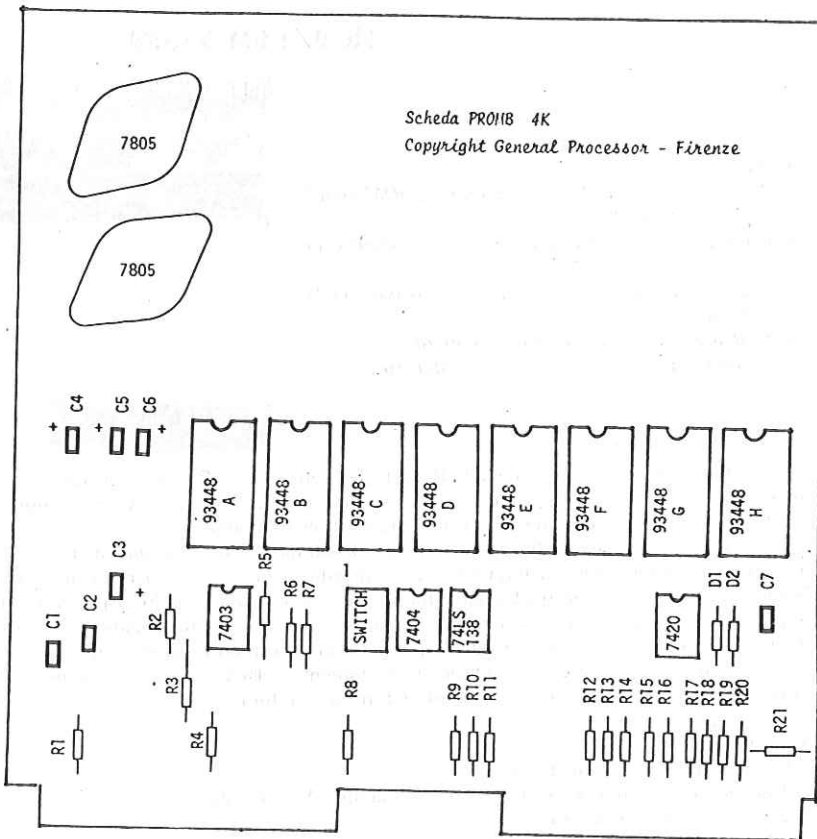 Scheda PROMB 4K
Copyright General Processor - Firenze
7805
7805
C4
+
C5
+
C6
+
93448
A
93448
B
93448
C
93448
D
93448
E
93448
F
93448
G
93448
H
C1
C2
C3
+
R2
7403
R5
R6
R7
SWITCH
1
7404
74LS
138
7420
D1
D2
C7
R1
R3
R4
R8
R9
R10
R11
R12
R13
R14
R15
R16
R17
R18
R19
R20
R21